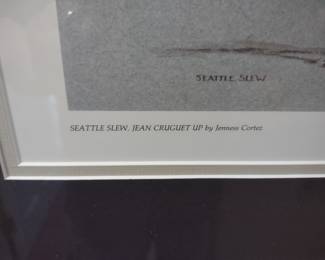 SEATTLE SLEW
SEATTLE SLEW, JEAN CRUGUET UP by Jenness Cortez